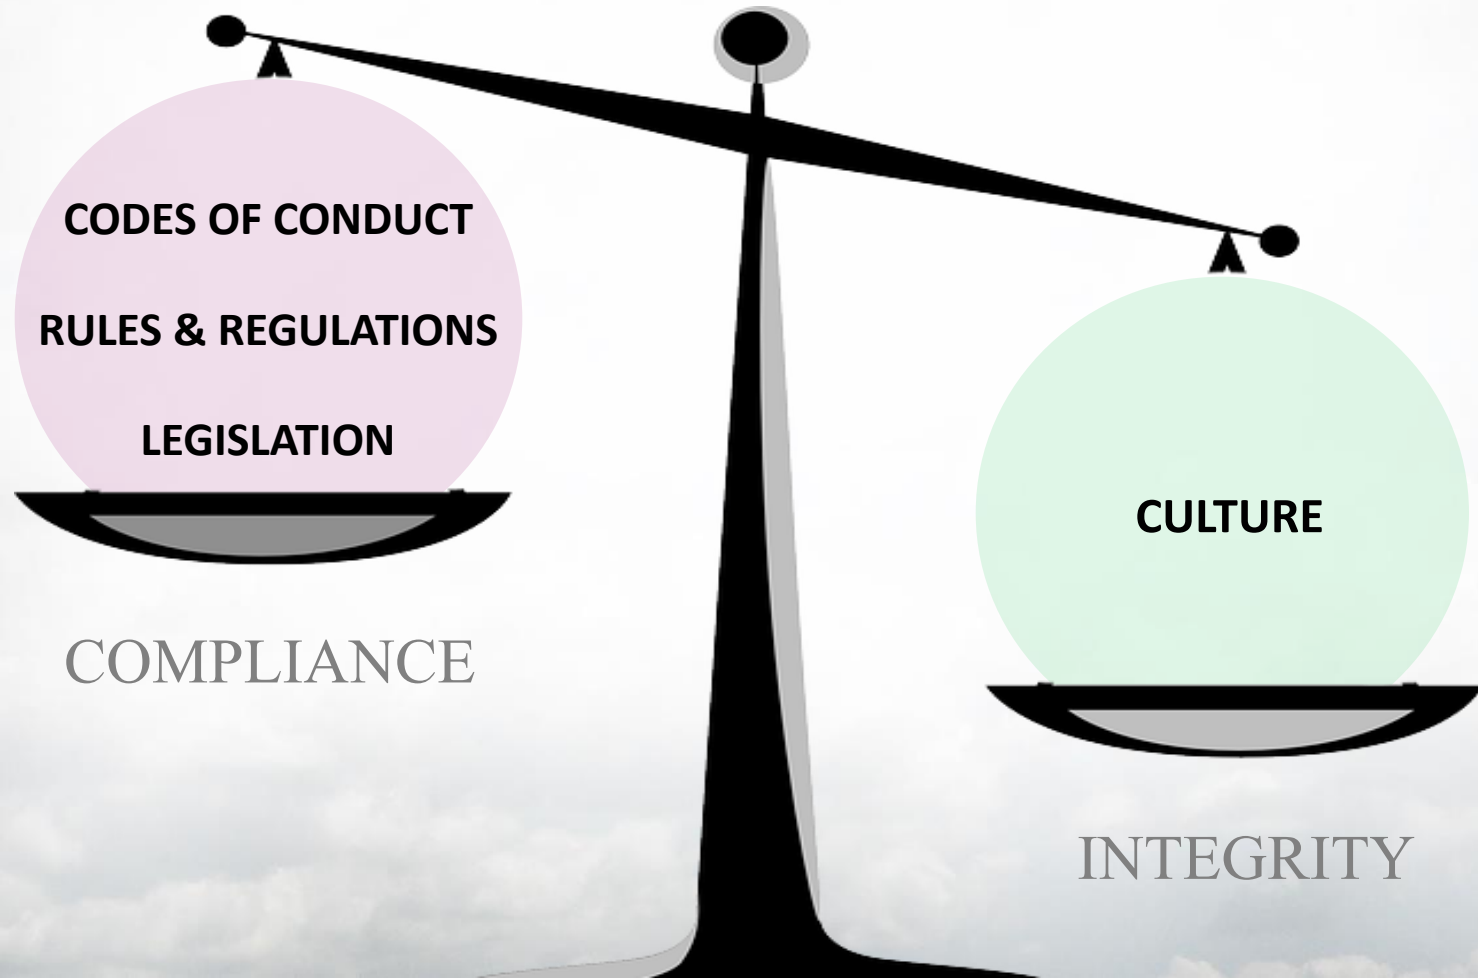 CODES OF CONDUCT
RULES & REGULATIONS
LEGISLATION
COMPLIANCE
CULTURE
INTEGRITY